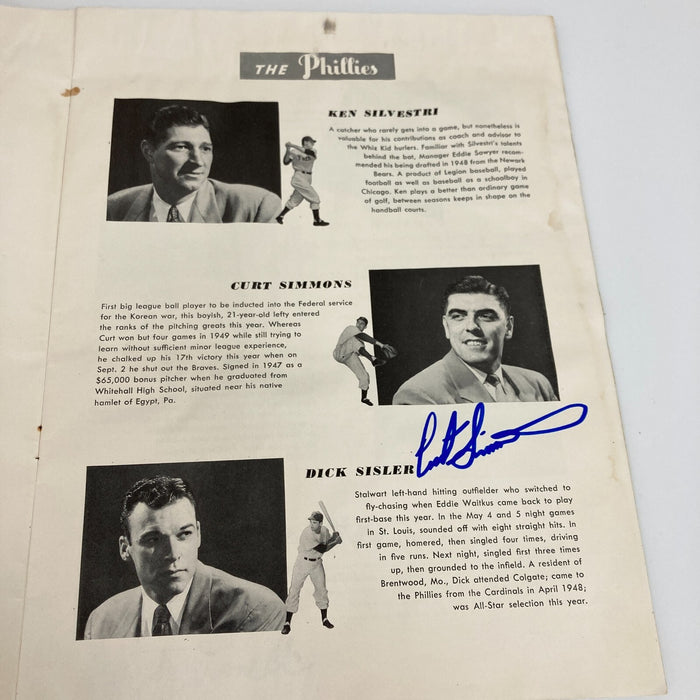 THE Phillies
KEN SILVESTRI
A catcher who rarely gets into a game, but nonetheless is
valuable for his contributions as coach and advisor to
the Whiz Kid hurlers. Familiar with Silvestri's talents
behind the bat, Manager Eddie Sawyer recom-
mended his being drafted in 1948 from the Newark
Bears. A product of Legion baseball, played
football as well as baseball as a schoolboy in
Chicago. Ken plays a better than ordinary game
of golf, between seasons keeps in shape on the
handball courts.
CURT SIMMONS
First big league ball player to be inducted into the Federal service
for the Korean war, this boyish, 21-year-old lefty entered
the ranks of the pitching greats this year. Whereas
Curt won but four games in 1949 while still trying to
learn without sufficient minor league experience,
he chalked up his 17th victory this year when on
Sept. 2 he shut out the Braves. Signed in 1947 as a
$65,000 bonus pitcher when he graduated from
Whitehall High School, situated near his native
hamlet of Egypt, Pa.
Curt Simmons
DICK SISLER
Stalwart left-hand hitting outfielder who switched to
fly-chasing when Eddie Waitkus came back to play
first-base this year. In the May 4 and 5 night games
in St. Louis, sounded off with eight straight hits. In
first game, homered, then singled four times, driving
in five runs. Next night, singled first three times
up, then grounded to the infield. A resident of
Brentwood, Mo., Dick attended Colgate; came to
the Phillies from the Cardinals in April 1948;
was All-Star selection this year.